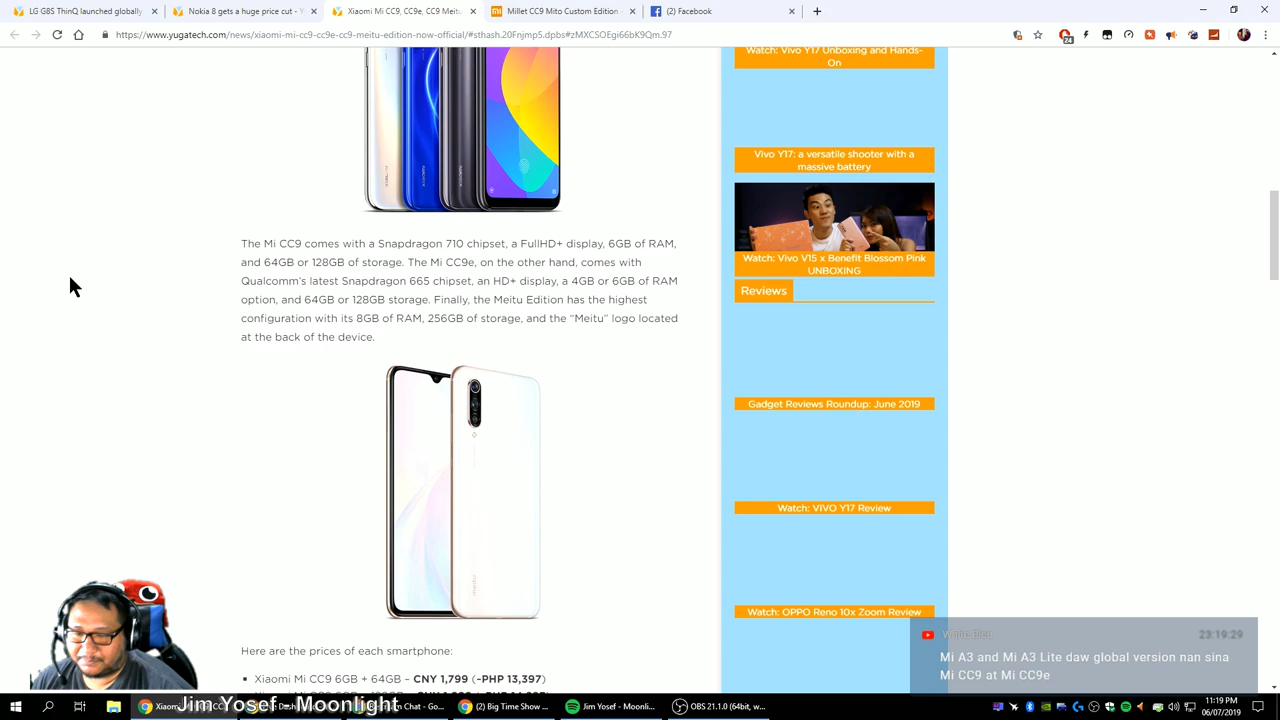 LG G8S ThinQ launched globally
Nokia 8 gets a huge price cut - Y
Xiaomi Mi CC9, CC9e, CC9 Meitu
Millet CC9 Mito Custom Edition -
(2) Facebook
https://www.yugatech.com/news/xiaomi-mi-cc9-cc9e-cc9-meitu-edition-now-official/#sthash.20Fnjmp5.dpbs#zMXCSOEgi66bK9Qm.97
24
The Mi CC9 comes with a Snapdragon 710 chipset, a FullHD+ display, 6GB of RAM,
and 64GB or 128GB of storage. The Mi CC9e, on the other hand, comes with
Qualcomm's latest Snapdragon 665 chipset, an HD+ display, a 4GB or 6GB of RAM
option, and 64GB or 128GB storage. Finally, the Meitu Edition has the highest
configuration with its 8GB of RAM, 256GB of storage, and the “Meitu” logo located
at the back of the device.
Here are the prices of each smartphone:
Xiaomi Mi CC9 6GB + 64GB – CNY 1,799 (~PHP 13,397)
Watch: Vivo Y17 Unboxing and Hands-
On
Vivo Y17: a versatile shooter with a
massive battery
Watch: Vivo V15 x Benefit Blossom Pink
UNBOXING
Reviews
Gadget Reviews Roundup: June 2019
Watch: VIVO Y17 Review
Watch: OPPO Reno 10x Zoom Review
23:19:29
Mi A3 and Mi A3 Lite daw global version nan sina
Mi CC9 at Mi CC9e
Jim Yosef - Moonlight
Chat - Go...
(2) Big Time Show ...
Jim Yosef - Moonli...
OBS 21.1.0 (64bit, w...
11:19 PM
06/07/2019